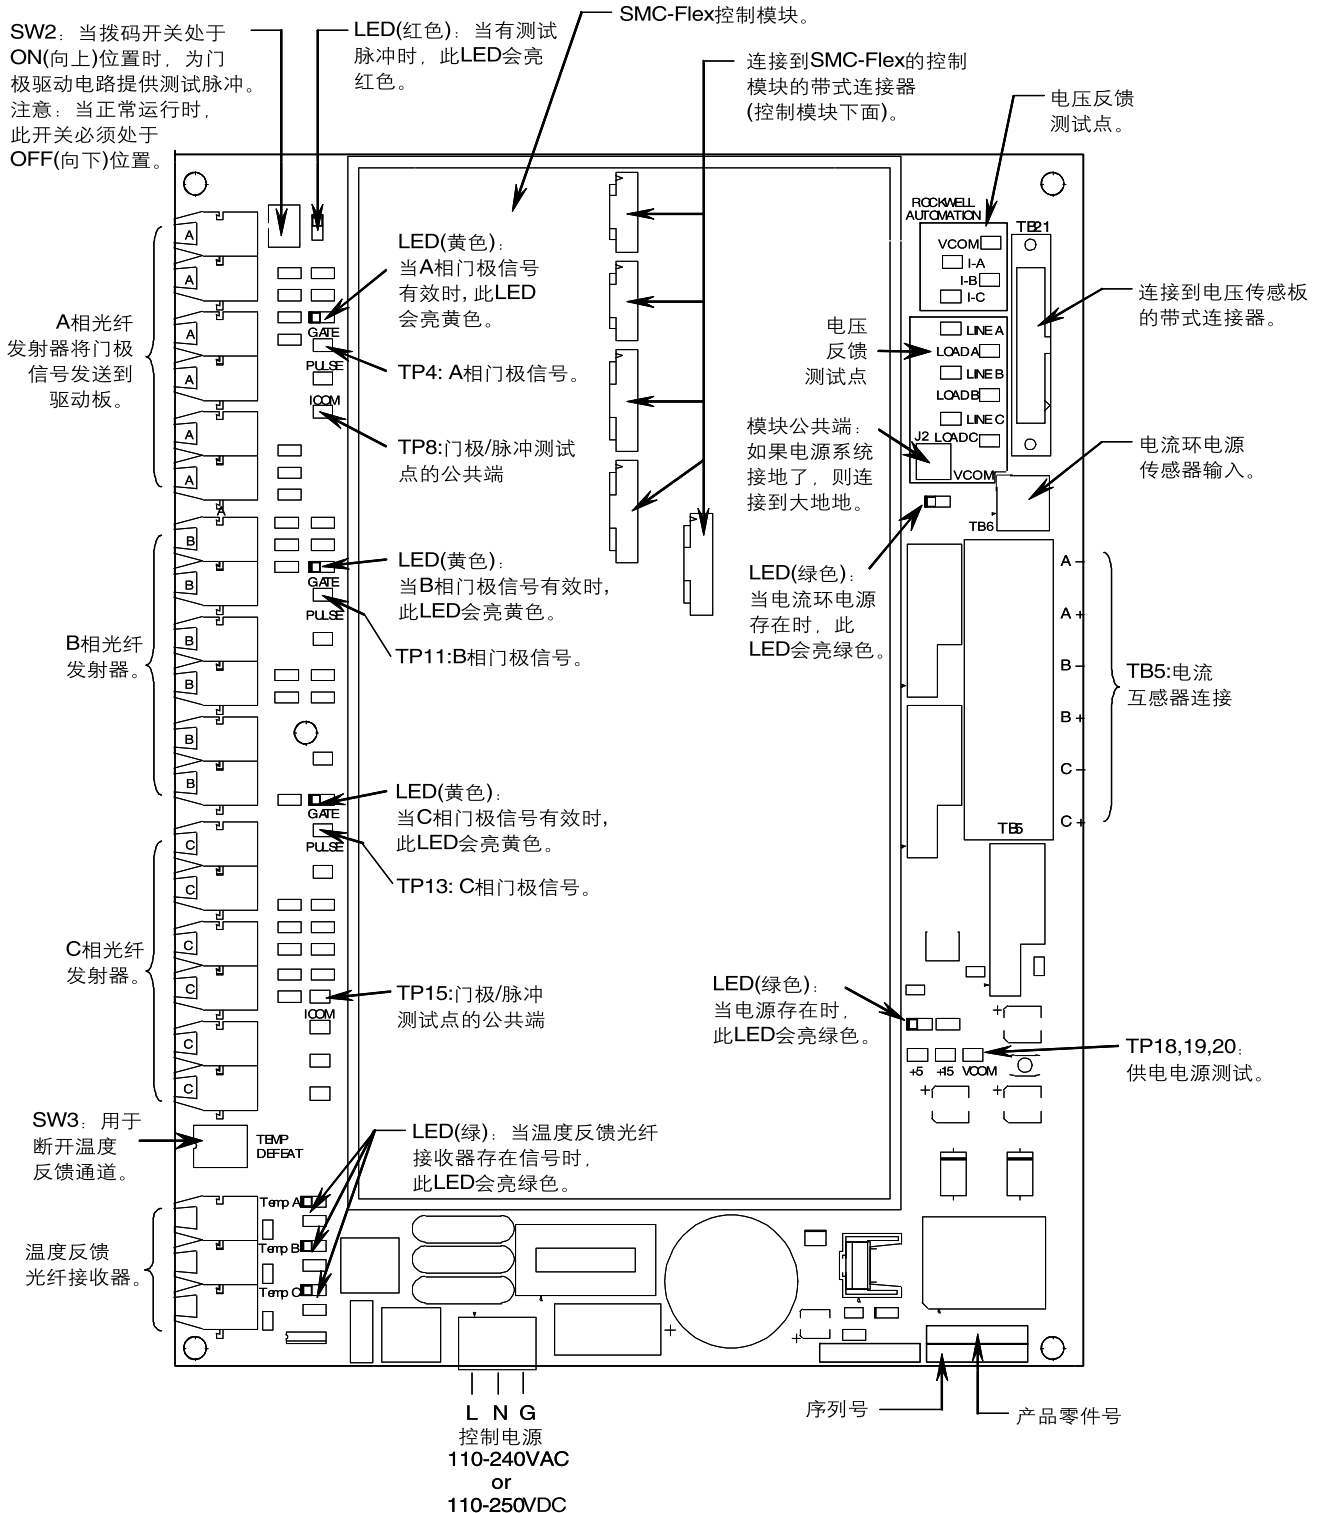 SW2：当拨码开关处于
ON(向上)位置时，为门
极驱动电路提供测试脉冲。
注意：当正常运行时，
此开关必须处于
OFF(向下)位置。
LED(红色)：当有测试
脉冲时，此LED会亮
红色。
SMC-Flex控制模块。
连接到SMC-Flex的控制
模块的带式连接器
(控制模块下面)。
电压反馈
测试点。
ROCKWELL
AUTOMATION
VCOM
I-A
I-B
I-C
TB21
LED(黄色)：
当A相门极信号
有效时，此LED
会亮黄色。
GATE
PULSE
ICOM
A相光纤
发射器将门极
信号发送到
驱动板。
A
A
A
A
A
A
A
TP4: A相门极信号。
TP8:门极/脉冲测试
点的公共端
连接到电压传感板
的带式连接器。
电压
反馈
测试点
LINE A
LOAD A
LINE B
LOAD B
LINE C
J2 LOAD C
VCOM
模块公共端：
如果电源系统
接地了，则连
接到大地地。
电流环电源
传感器输入。
TB6
B
B
B
B
B
B
LED(黄色)：
当B相门极信号有效时，
此LED会亮黄色。
GATE
PULSE
TP11:B相门极信号。
B相光纤
发射器。
LED(绿色)：
当电流环电源
存在时，此
LED会亮绿色。
A -
A +
B -
B +
C -
C +
TB5:电流
互感器连接
TB5
LED(黄色)：
当C相门极信号有效时，
此LED会亮黄色。
GATE
PULSE
TP13: C相门极信号。
C
C
C
C
C
C
C相光纤
发射器。
TP15:门极/脉冲
测试点的公共端
ICOM
LED(绿色)：
当电源存在时，
此LED会亮绿色。
+
+5 +15 VCOM
TP18,19,20：
供电电源测试。
+
+
SW3：用于
断开温度
反馈通道。
TEMP
DEFEAT
LED(绿)：当温度反馈光纤
接收器存在信号时，
此LED会亮绿色。
Temp A
Temp B
Temp C
温度反馈
光纤接收器。
+
+
L N G
控制电源
110-240VAC
or
110-250VDC
序列号
产品零件号